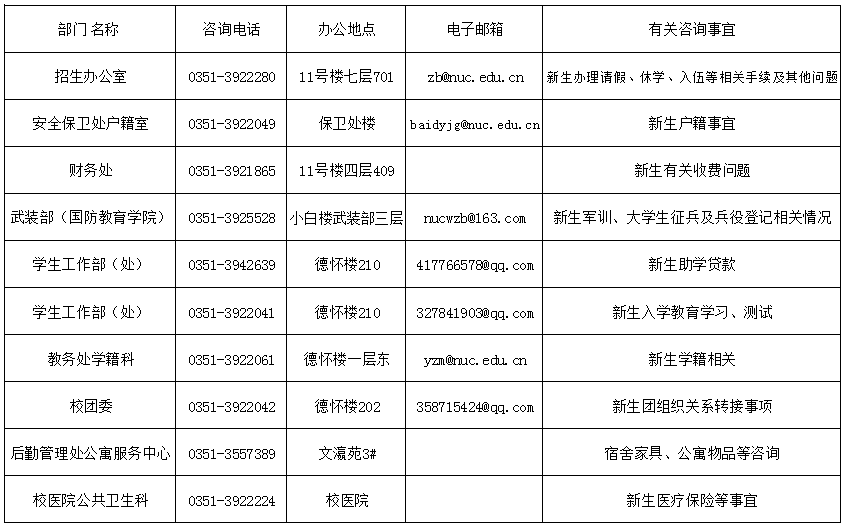 部门 名称 咨询电话 办公地点 电子邮箱 有关咨询事宜
招生办公室 0351-3922280 11号楼七层701 zb@nuc.edu.cn 新生办理请假、休学、入伍等相关手续及其他问题
安全保卫处户籍室 0351-3922049 保卫处楼 baidyjg@nuc.edu.cn 新生户籍事宜
财务处 0351-3921865 11号楼四层409 新生有关收费问题
武装部（国防教育学院） 0351-3925528 小白楼武装部三层 nucwzb@163.com 新生军训、大学生征兵及兵役登记相关情况
学生工作部（处） 0351-3942639 德怀楼210 417766578@qq.com 新生助学贷款
学生工作部（处） 0351-3922041 德怀楼210 327841903@qq.com 新生入学教育学习、测试
教务处学籍科 0351-3922061 德怀楼一层东 yzm@nuc.edu.cn 新生学籍相关
校团委 0351-3922042 德怀楼202 358715424@qq.com 新生团组织关系转接事项
后勤管理处公寓服务中心 0351-3557389 文瀛苑3# 宿舍家具、公寓物品等咨询
校医院公共卫生科 0351-3922224 校医院 新生医疗保险等事宜